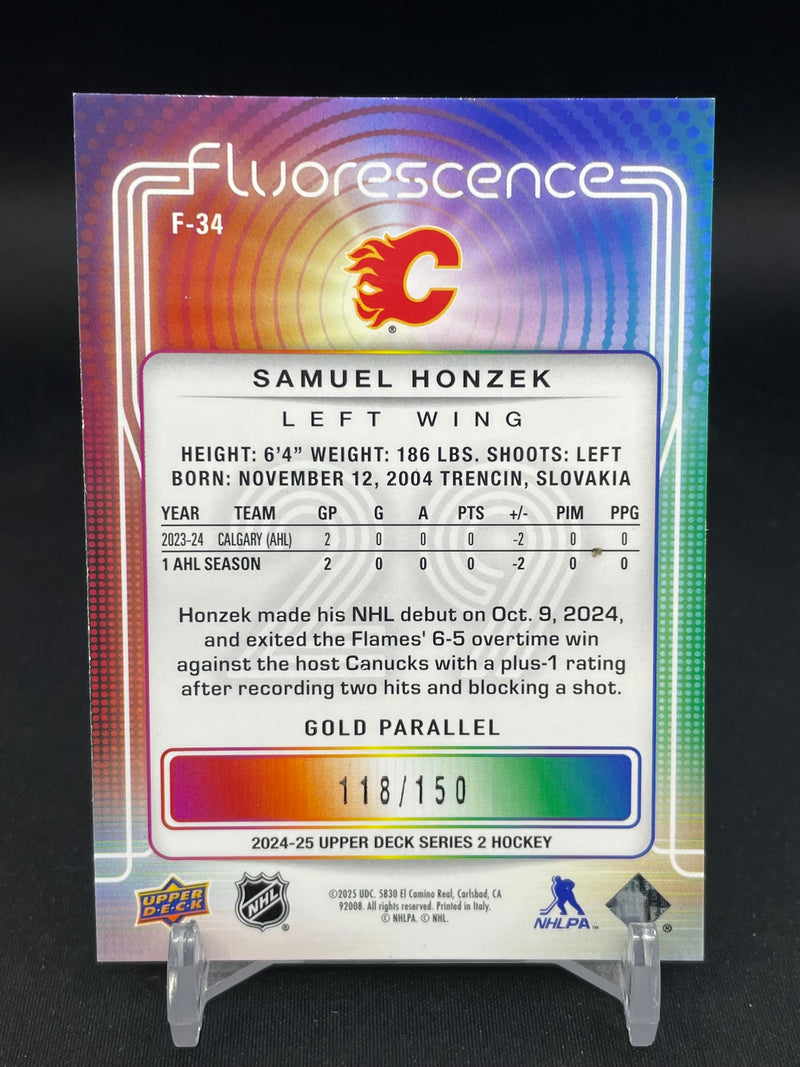 fluorescence
F-34
C
®
SAMUEL HONZEK
LEFT WING
HEIGHT: 6'4" WEIGHT: 186 LBS. SHOOTS: LEFT
BORN: NOVEMBER 12, 2004 TRENCIN, SLOVAKIA
29
YEAR TEAM GP G A PTS +/- PIM PPG
2023-24 CALGARY (AHL) 2 0 0 0 -2 0 0
1 AHL SEASON 2 0 0 0 -2 0 0
Honzek made his NHL debut on Oct. 9, 2024,
and exited the Flames' 6-5 overtime win
against the host Canucks with a plus-1 rating
after recording two hits and blocking a shot.
GOLD PARALLEL
118/150
2024-25 UPPER DECK SERIES 2 HOCKEY
UPPER
D•E•C•K
NHL ®
©2025 UDC. 5830 El Camino Real, Carlsbad, CA
92008. All rights reserved. Printed in Italy.
© NHLPA. © NHL.
NHLPA™
®